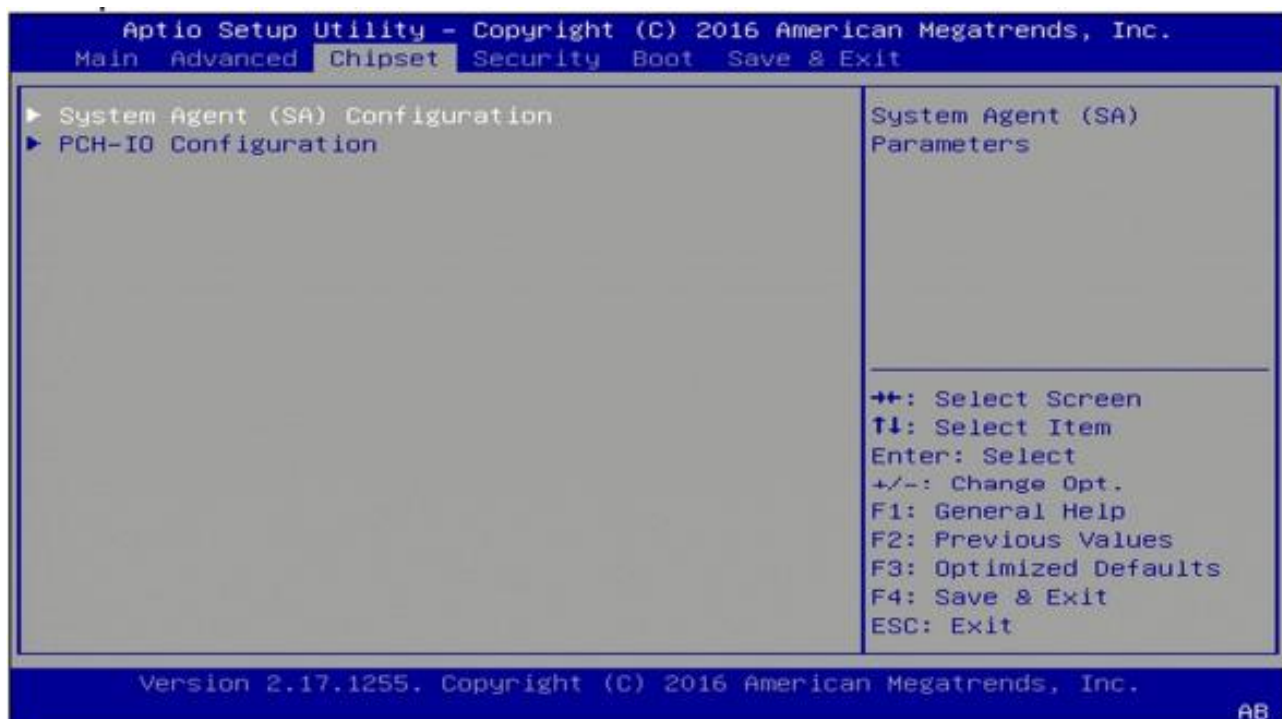 Aptio Setup Utility – Copyright (C) 2016 American Megatrends, Inc.
Main Advanced Chipset Security Boot Save & Exit
► System Agent (SA) Configuration
► PCH-IO Configuration
System Agent (SA)
Parameters
→←: Select Screen
↑↓: Select Item
Enter: Select
+/-: Change Opt.
F1: General Help
F2: Previous Values
F3: Optimized Defaults
F4: Save & Exit
ESC: Exit
Version 2.17.1255. Copyright (C) 2016 American Megatrends, Inc.
AB